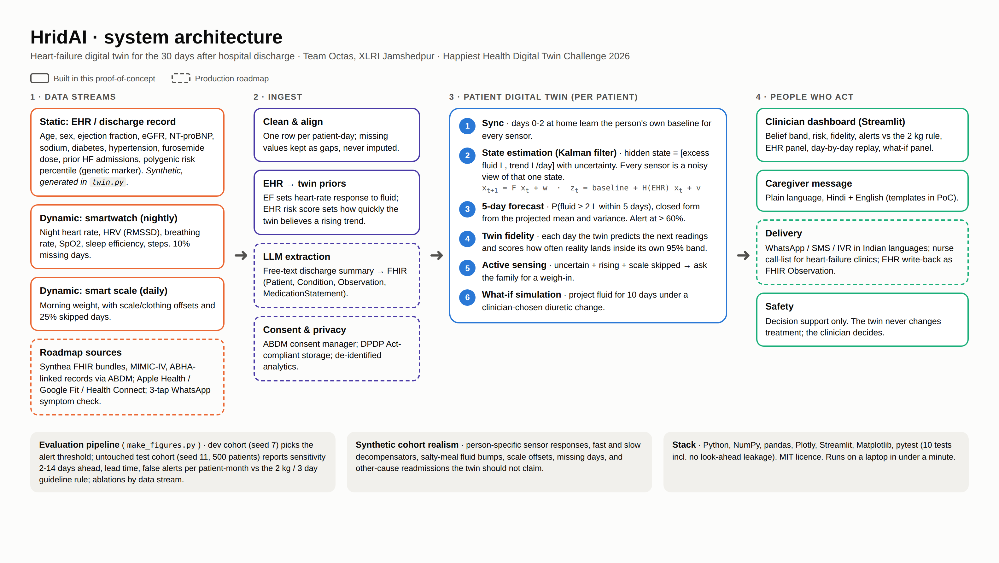 HridAI · system architecture
Heart-failure digital twin for the 30 days after hospital discharge · Team Octas, XLRI Jamshedpur · Happiest Health Digital Twin Challenge 2026
Built in this proof-of-concept
Production roadmap
1 · DATA STREAMS
Static: EHR / discharge record
Age, sex, ejection fraction, eGFR, NT-proBNP,
sodium, diabetes, hypertension, furosemide
dose, prior HF admissions, polygenic risk
percentile (genetic marker). Synthetic,
generated in twin.py.
Dynamic: smartwatch (nightly)
Night heart rate, HRV (RMSSD), breathing
rate, SpO2, sleep efficiency, steps. 10%
missing days.
Dynamic: smart scale (daily)
Morning weight, with scale/clothing offsets and
25% skipped days.
Roadmap sources
Synthea FHIR bundles, MIMIC-IV, ABHA-
linked records via ABDM; Apple Health /
Google Fit / Health Connect; 3-tap WhatsApp
symptom check.
➜
2 · INGEST
Clean & align
One row per patient-day; missing
values kept as gaps, never imputed.
EHR → twin priors
EF sets heart-rate response to fluid;
EHR risk score sets how quickly the
twin believes a rising trend.
LLM extraction
Free-text discharge summary → FHIR
(Patient, Condition, Observation,
MedicationStatement).
Consent & privacy
ABDM consent manager; DPDP Act-
compliant storage; de-identified
analytics.
➜
3 · PATIENT DIGITAL TWIN (PER PATIENT)
1 Sync · days 0-2 at home learn the person's own baseline for
every sensor.
2 State estimation (Kalman filter) · hidden state = [excess
fluid L, trend L/day] with uncertainty. Every sensor is a noisy
view of that one state.
x_{t+1} = F x_t + w · z_t = baseline + H(EHR) x_t + v
3 5-day forecast · P(fluid ≥ 2 L within 5 days), closed form
from the projected mean and variance. Alert at ≥ 60%.
4 Twin fidelity · each day the twin predicts the next readings
and scores how often reality lands inside its own 95% band.
5 Active sensing · uncertain + rising + scale skipped → ask
the family for a weigh-in.
6 What-if simulation · project fluid for 10 days under a
clinician-chosen diuretic change.
➜
4 · PEOPLE WHO ACT
Clinician dashboard (Streamlit)
Belief band, risk, fidelity, alerts vs the 2 kg rule,
EHR panel, day-by-day replay, what-if panel.
Caregiver message
Plain language, Hindi + English (templates in PoC).
Delivery
WhatsApp / SMS / IVR in Indian languages; nurse
call-list for heart-failure clinics; EHR write-back as
FHIR Observation.
Safety
Decision support only. The twin never changes
treatment; the clinician decides.
Evaluation pipeline ( make_figures.py ) · dev cohort (seed 7) picks the
alert threshold; untouched test cohort (seed 11, 500 patients) reports sensitivity
2-14 days ahead, lead time, false alerts per patient-month vs the 2 kg / 3 day
guideline rule; ablations by data stream.
Synthetic cohort realism · person-specific sensor responses, fast and slow
decompensators, salty-meal fluid bumps, scale offsets, missing days, and
other-cause readmissions the twin should not claim.
Stack · Python, NumPy, pandas, Plotly, Streamlit, Matplotlib, pytest (10 tests
incl. no look-ahead leakage). MIT licence. Runs on a laptop in under a minute.